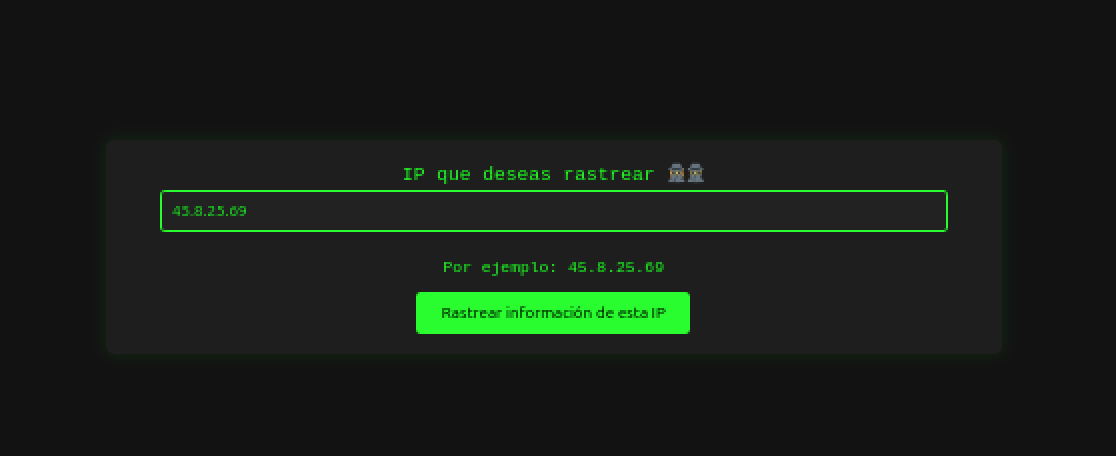 IP que deseas rastrear 🕵️🕵️
45.8.25.69
Por ejemplo: 45.8.25.69
Rastrear información de esta IP